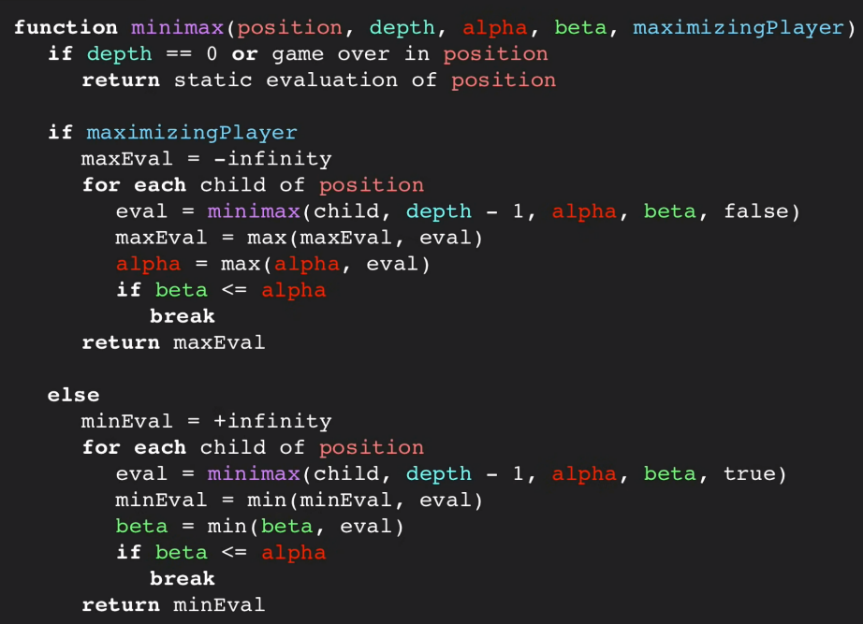 function minimax(position, depth, alpha, beta, maximizingPlayer)
if depth == 0 or game over in position
return static evaluation of position
if maximizingPlayer
maxEval = -infinity
for each child of position
eval = minimax(child, depth - 1, alpha, beta, false)
maxEval = max(maxEval, eval)
alpha = max(alpha, eval)
if beta <= alpha
break
return maxEval
else
minEval = +infinity
for each child of position
eval = minimax(child, depth - 1, alpha, beta, true)
minEval = min(minEval, eval)
beta = min(beta, eval)
if beta <= alpha
break
return minEval